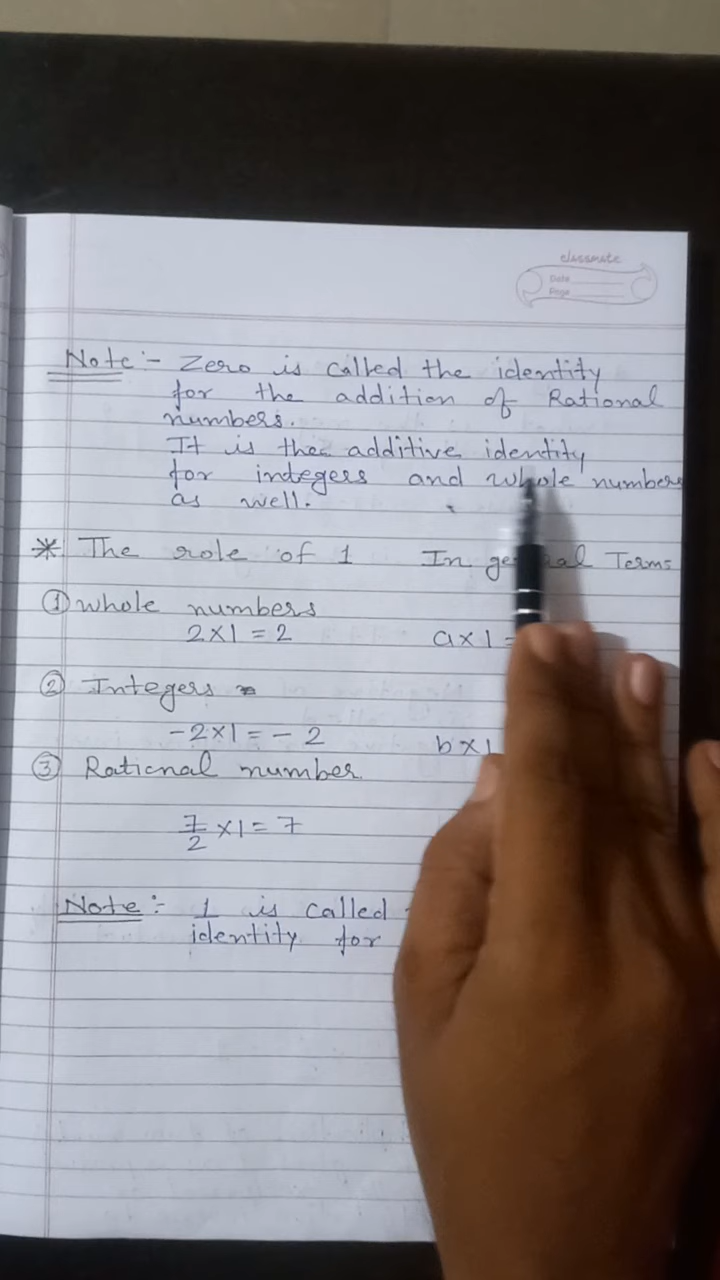 classmate
Date
Page
Note :- Zero is called the identity
for the addition of Rational
numbers.
It is the additive identity
for integers and whole numbers
as well.
* The role of 1 In general Terms
① Whole numbers
2 x 1 = 2 a x 1 =
② Integers -
-2 x 1 = - 2 b x 1
③ Rational number
7/2 x 1 = 7
Note :- 1 is called
identity for